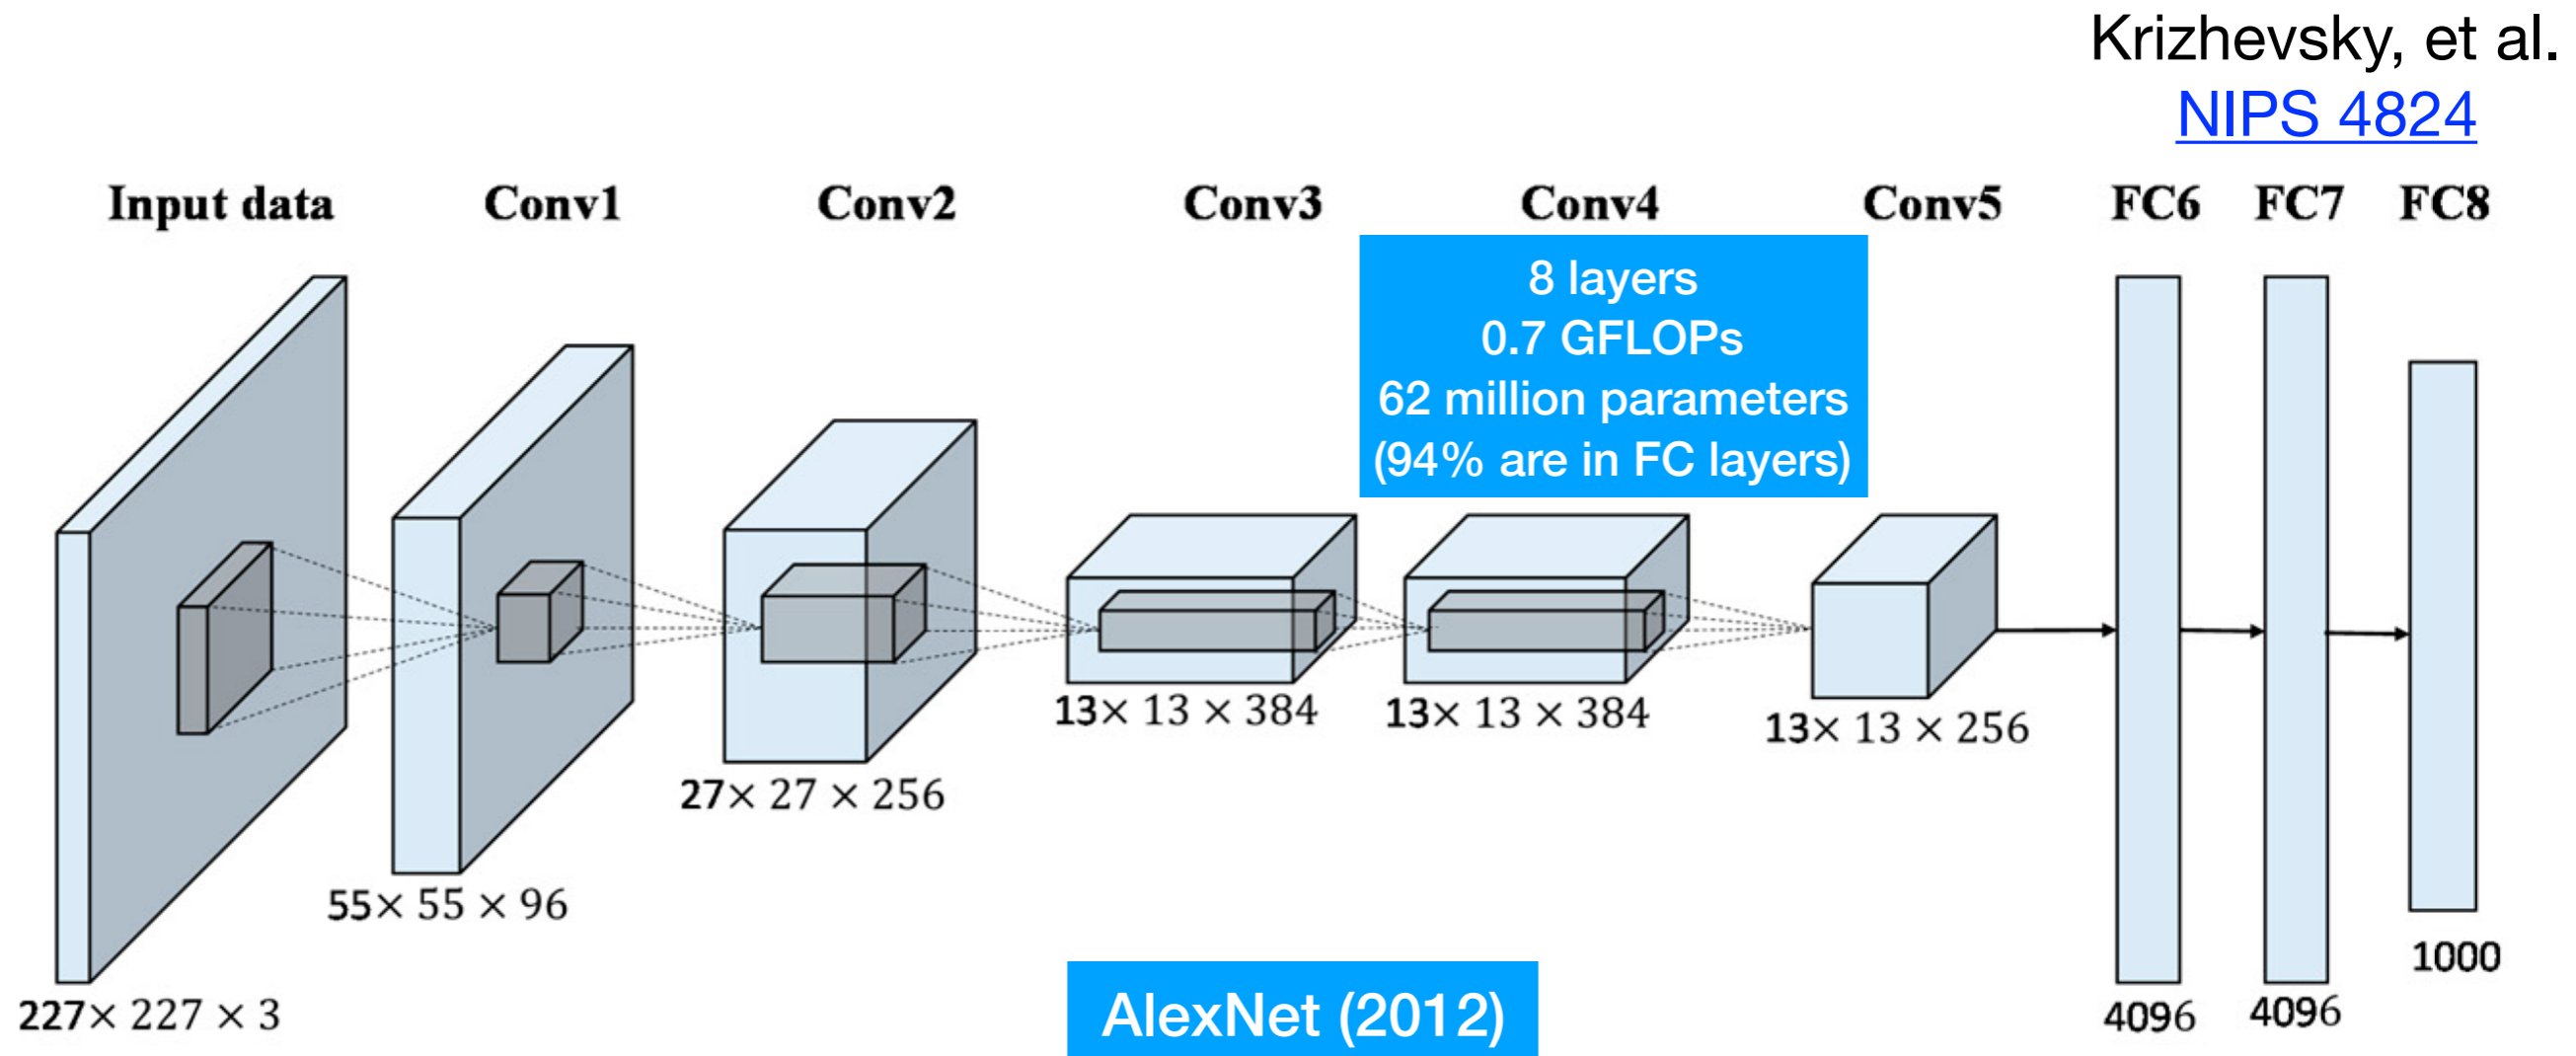 Krizhevsky, et al.
NIPS 4824
Input data
Conv1
Conv2
Conv3
Conv4
Conv5
FC6
FC7
FC8
8 layers
0.7 GFLOPs
62 million parameters
(94% are in FC layers)
227× 227 × 3
55× 55 × 96
27× 27 × 256
13× 13 × 384
13× 13 × 384
13× 13 × 256
4096
4096
1000
AlexNet (2012)